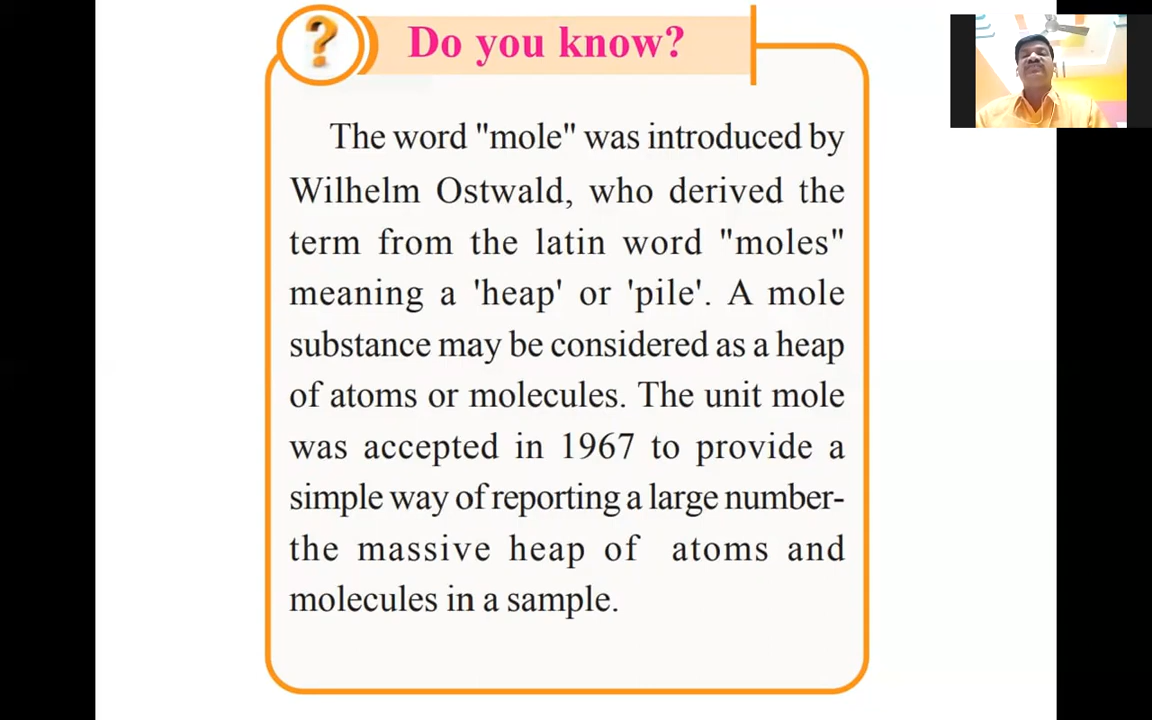 Do you know?
The word "mole" was introduced by
Wilhelm Ostwald, who derived the
term from the latin word "moles"
meaning a 'heap' or 'pile'. A mole
substance may be considered as a heap
of atoms or molecules. The unit mole
was accepted in 1967 to provide a
simple way of reporting a large number-
the massive heap of atoms and
molecules in a sample.